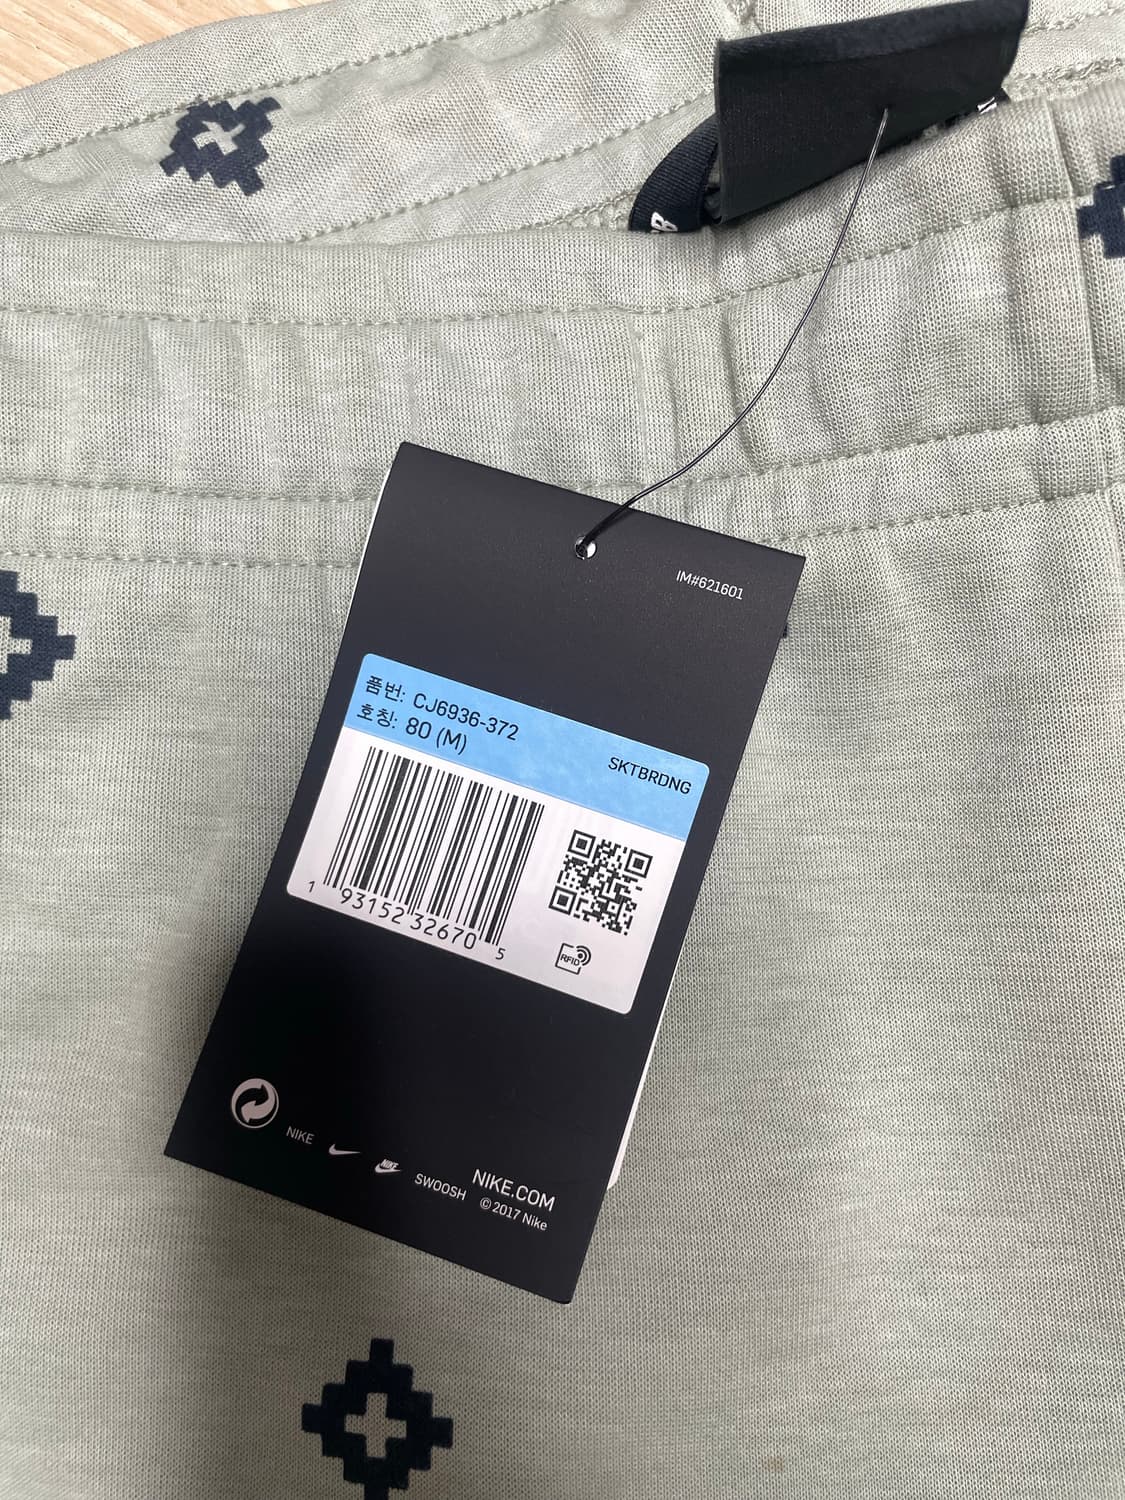 B
IM#621601
품번: CJ6936-372
호칭: 80 (M)
SKTBRDNG
1 93152 32670 5
RFID
NIKE
NIKE
SWOOSH
NIKE.COM
© 2017 Nike